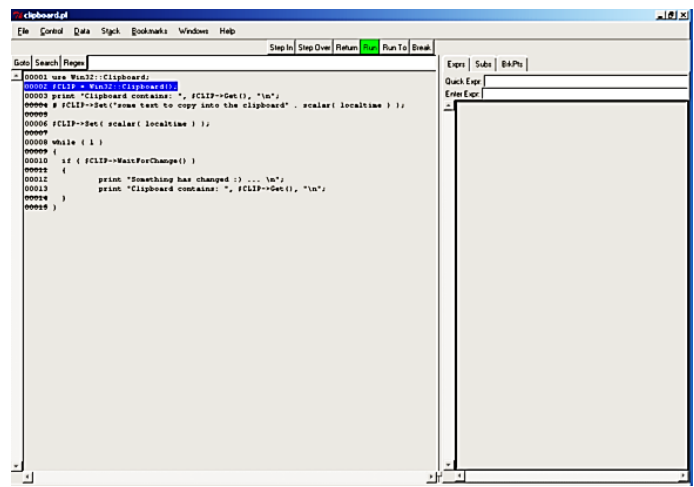 clipboard.pl
File Control Data Stack Bookmarks Windows Help
Step In Step Over Return Run Run To Break
Goto Search Regex
Exprs Subs BrkPts
Quick Expr:
Enter Expr:
00001 use Win32::Clipboard;
00002 $CLIP = Win32::Clipboard();
00003 print "Clipboard contains: ", $CLIP->Get(), "\n";
00004 # $CLIP->Set("some text to copy into the clipboard" . scalar( localtime ) );
00005
00006 $CLIP->Set( scalar( localtime ) );
00007
00008 while ( 1 )
00009 {
00010 if ( $CLIP->WaitForChange() )
00011 {
00012 print "Something has changed :) ... \n";
00013 print "Clipboard contains: ", $CLIP->Get(), "\n";
00014 }
00015 }